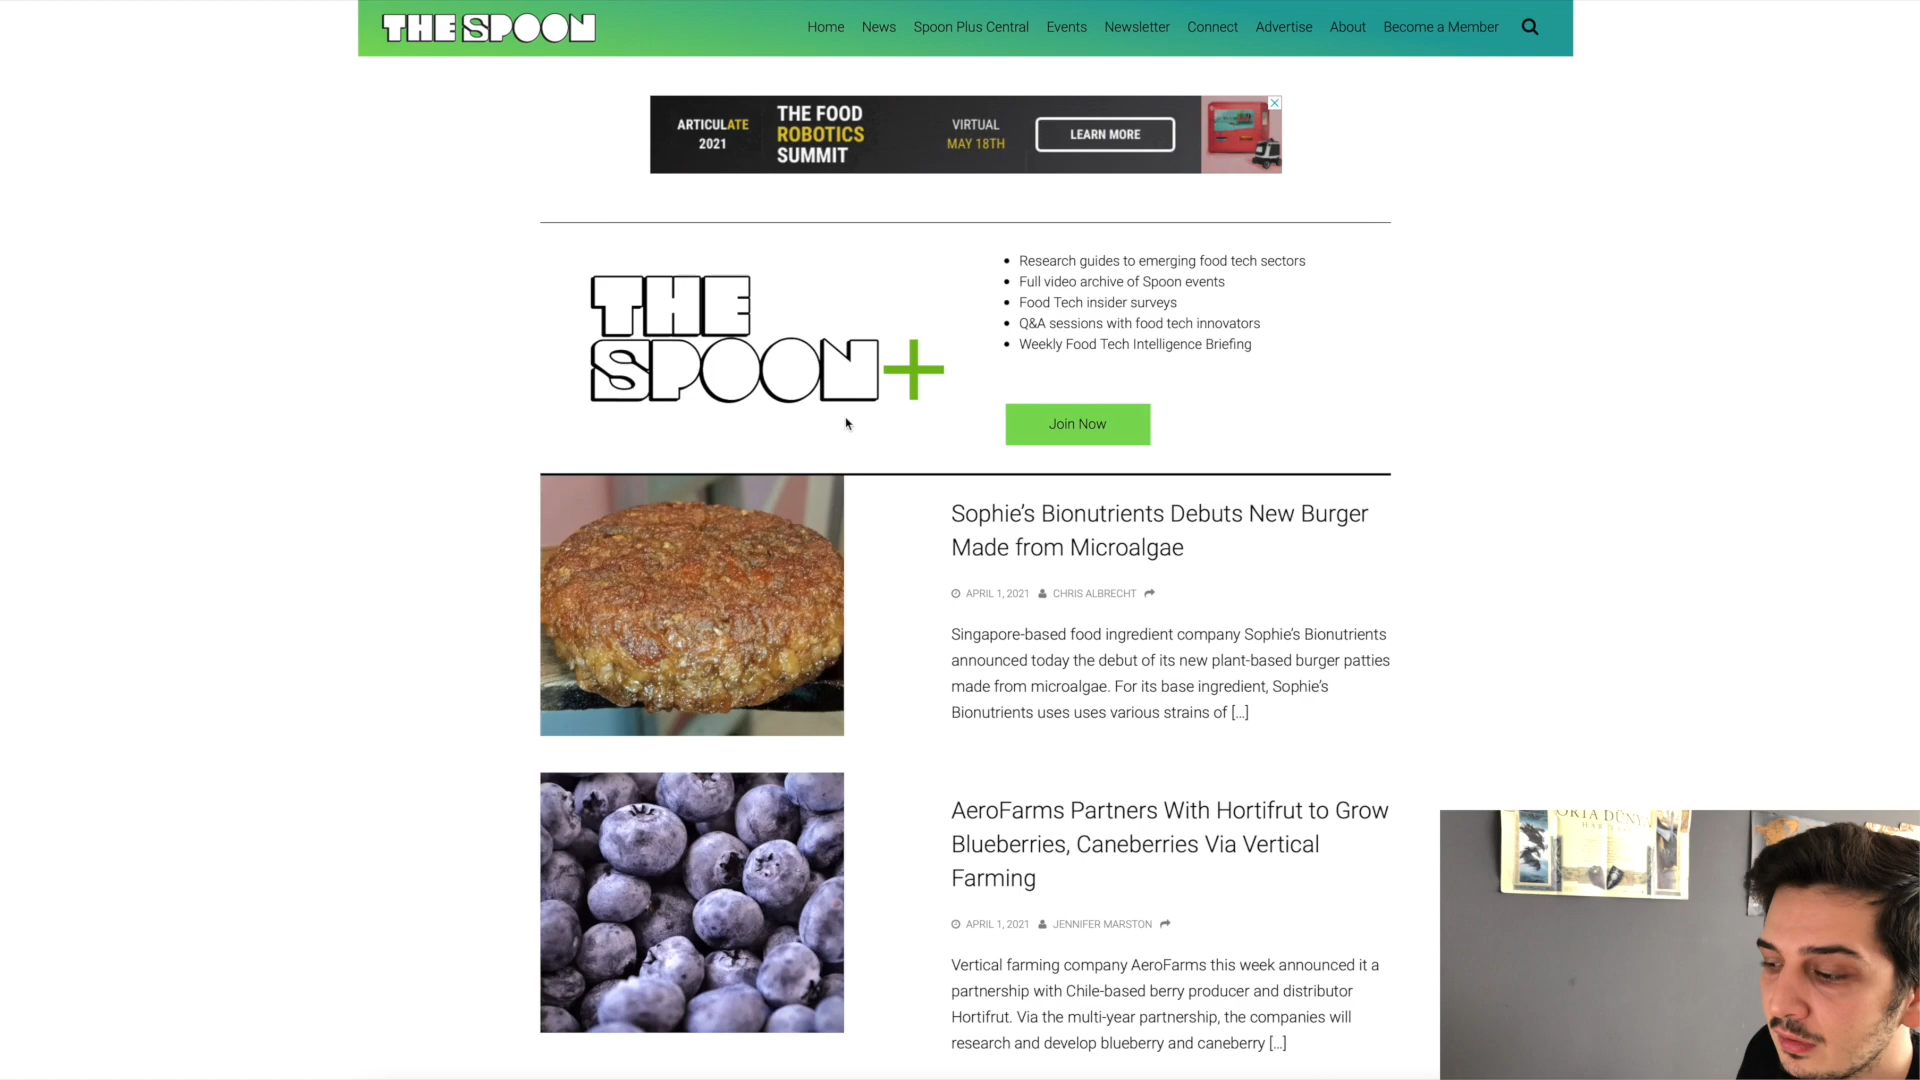 THE SPOON
Home News Spoon Plus Central Events Newsletter Connect Advertise About Become a Member
ARTICULATE
2021
THE FOOD
ROBOTICS
SUMMIT
VIRTUAL
MAY 18TH
LEARN MORE
THE
SPOON+
Research guides to emerging food tech sectors
Full video archive of Spoon events
Food Tech insider surveys
Q&A sessions with food tech innovators
Weekly Food Tech Intelligence Briefing
Join Now
Sophie's Bionutrients Debuts New Burger
Made from Microalgae
APRIL 1, 2021 CHRIS ALBRECHT
Singapore-based food ingredient company Sophie's Bionutrients
announced today the debut of its new plant-based burger patties
made from microalgae. For its base ingredient, Sophie's
Bionutrients uses uses various strains of [...]
AeroFarms Partners With Hortifrut to Grow
Blueberries, Caneberries Via Vertical
Farming
APRIL 1, 2021 JENNIFER MARSTON
Vertical farming company AeroFarms this week announced it a
partnership with Chile-based berry producer and distributor
Hortifrut. Via the multi-year partnership, the companies will
research and develop blueberry and caneberry [...]
ORTA DÜNYA